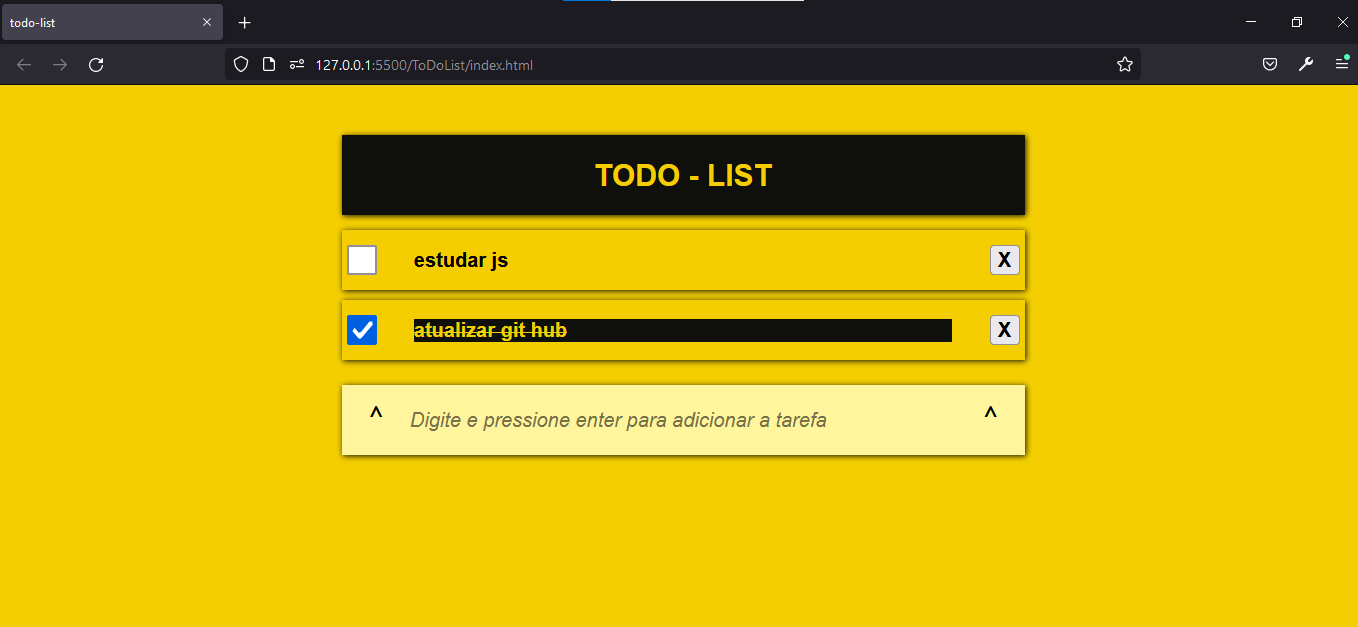 todo-list
127.0.0.1:5500/ToDoList/index.html
TODO - LIST
estudar js X
atualizar git hub X
^ Digite e pressione enter para adicionar a tarefa ^